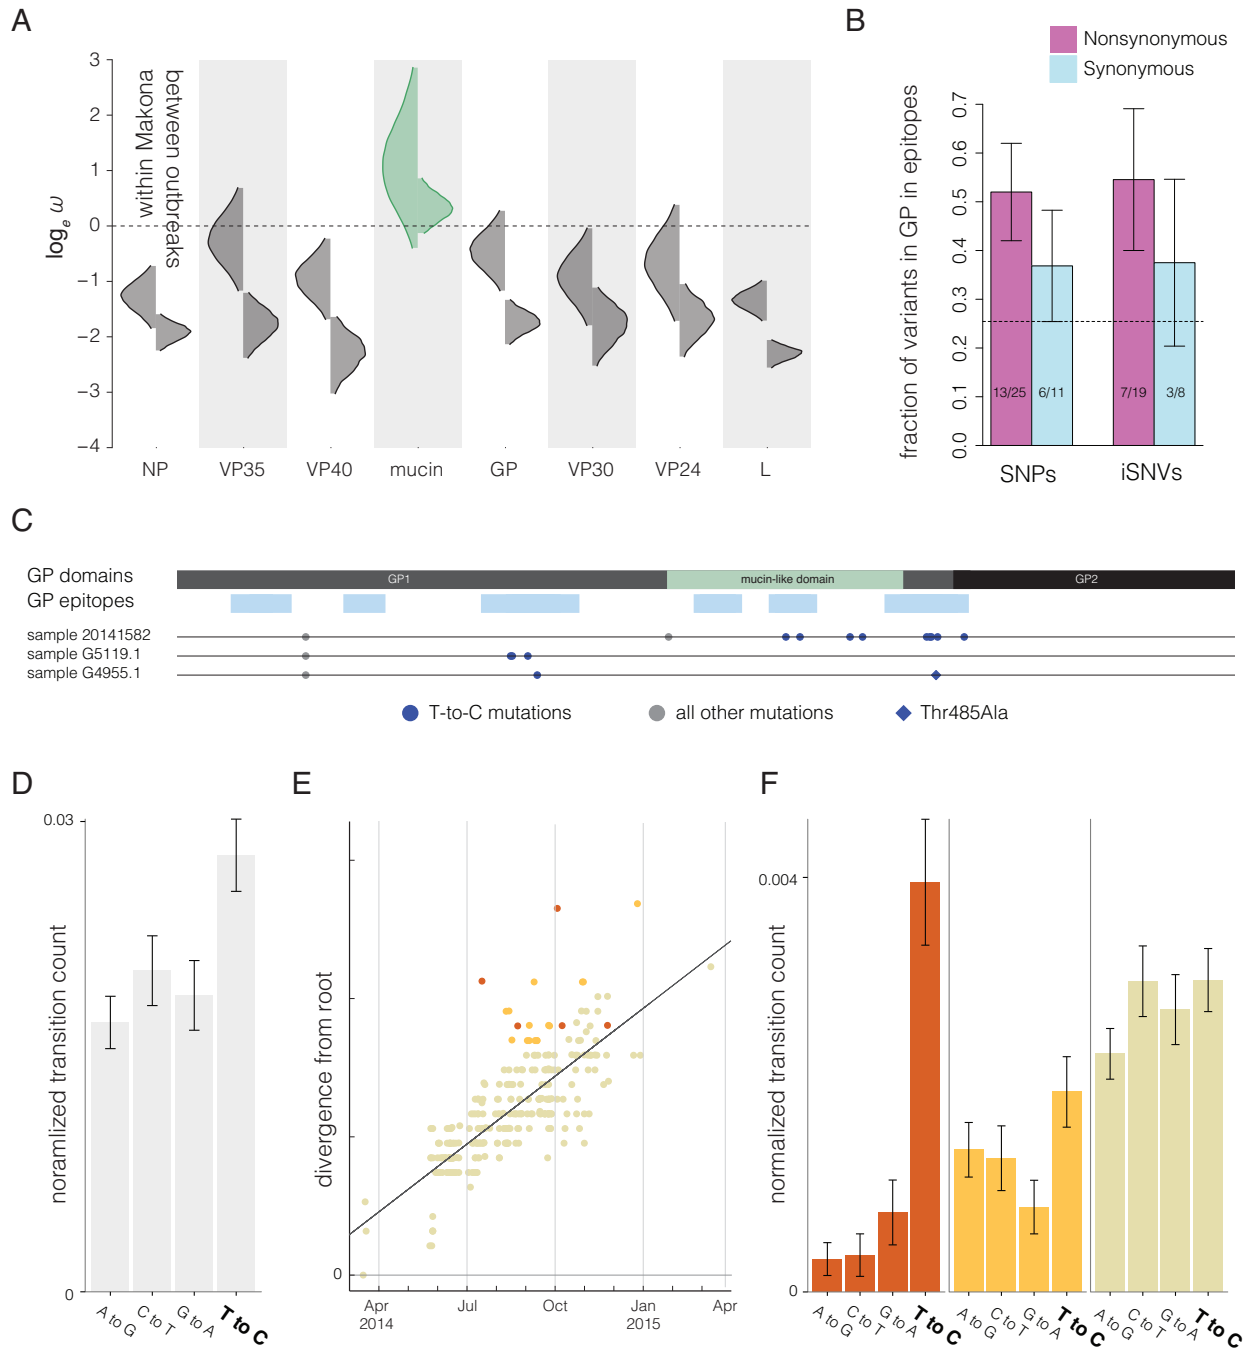 A
3
2
1
0
−1
−2
−3
−4
log_e ω
within Makona
between outbreaks
NP
VP35
VP40
mucin
GP
VP30
VP24
L
B
Nonsynonymous
Synonymous
fraction of variants in GP in epitopes
0.7
0.6
0.5
0.4
0.3
0.2
0.1
0.0
13/25
6/11
7/19
3/8
SNPs
iSNVs
C
GP domains
GP1
mucin-like domain
GP2
GP epitopes
sample 20141582
sample G5119.1
sample G4955.1
T-to-C mutations
all other mutations
Thr485Ala
D
noramlized transition count
0.03
0
A to G
C to T
G to A
T to C
E
divergence from root
0
Apr
2014
Jul
Oct
Jan
2015
Apr
F
normalized transition count
0.004
0
A to G
C to T
G to A
T to C
A to G
C to T
G to A
T to C
A to G
C to T
G to A
T to C